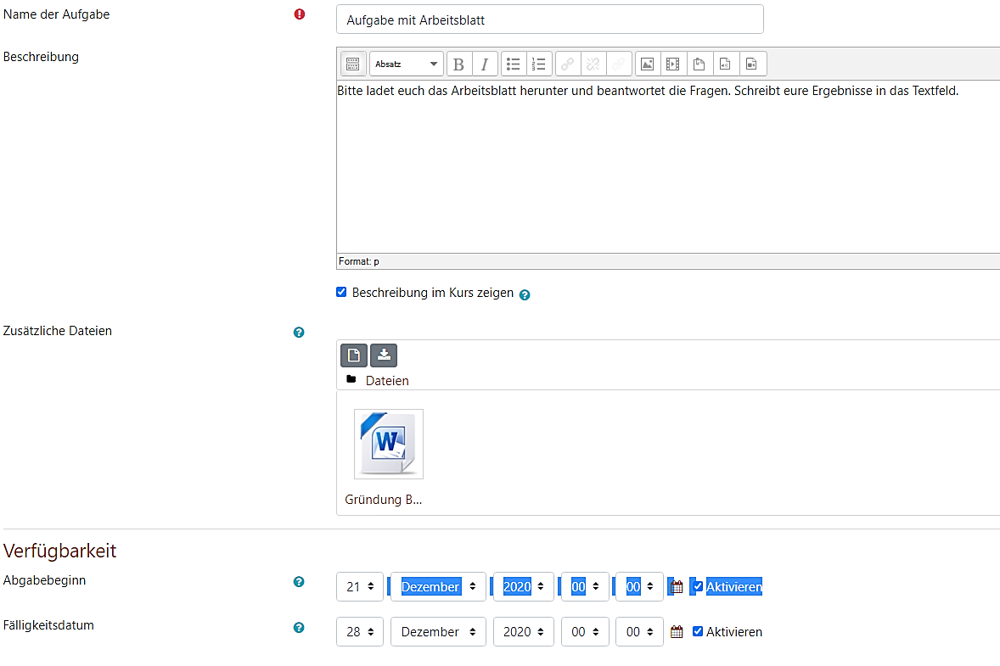 Name der Aufgabe
Aufgabe mit Arbeitsblatt
Beschreibung
Absatz
B I
Bitte ladet euch das Arbeitsblatt herunter und beantwortet die Fragen. Schreibt eure Ergebnisse in das Textfeld.
Format: p
Beschreibung im Kurs zeigen
Zusätzliche Dateien
Dateien
W
Gründung B...
Verfügbarkeit
Abgabebeginn 21 Dezember 2020 00 00 Aktivieren
Fälligkeitsdatum 28 Dezember 2020 00 00 Aktivieren